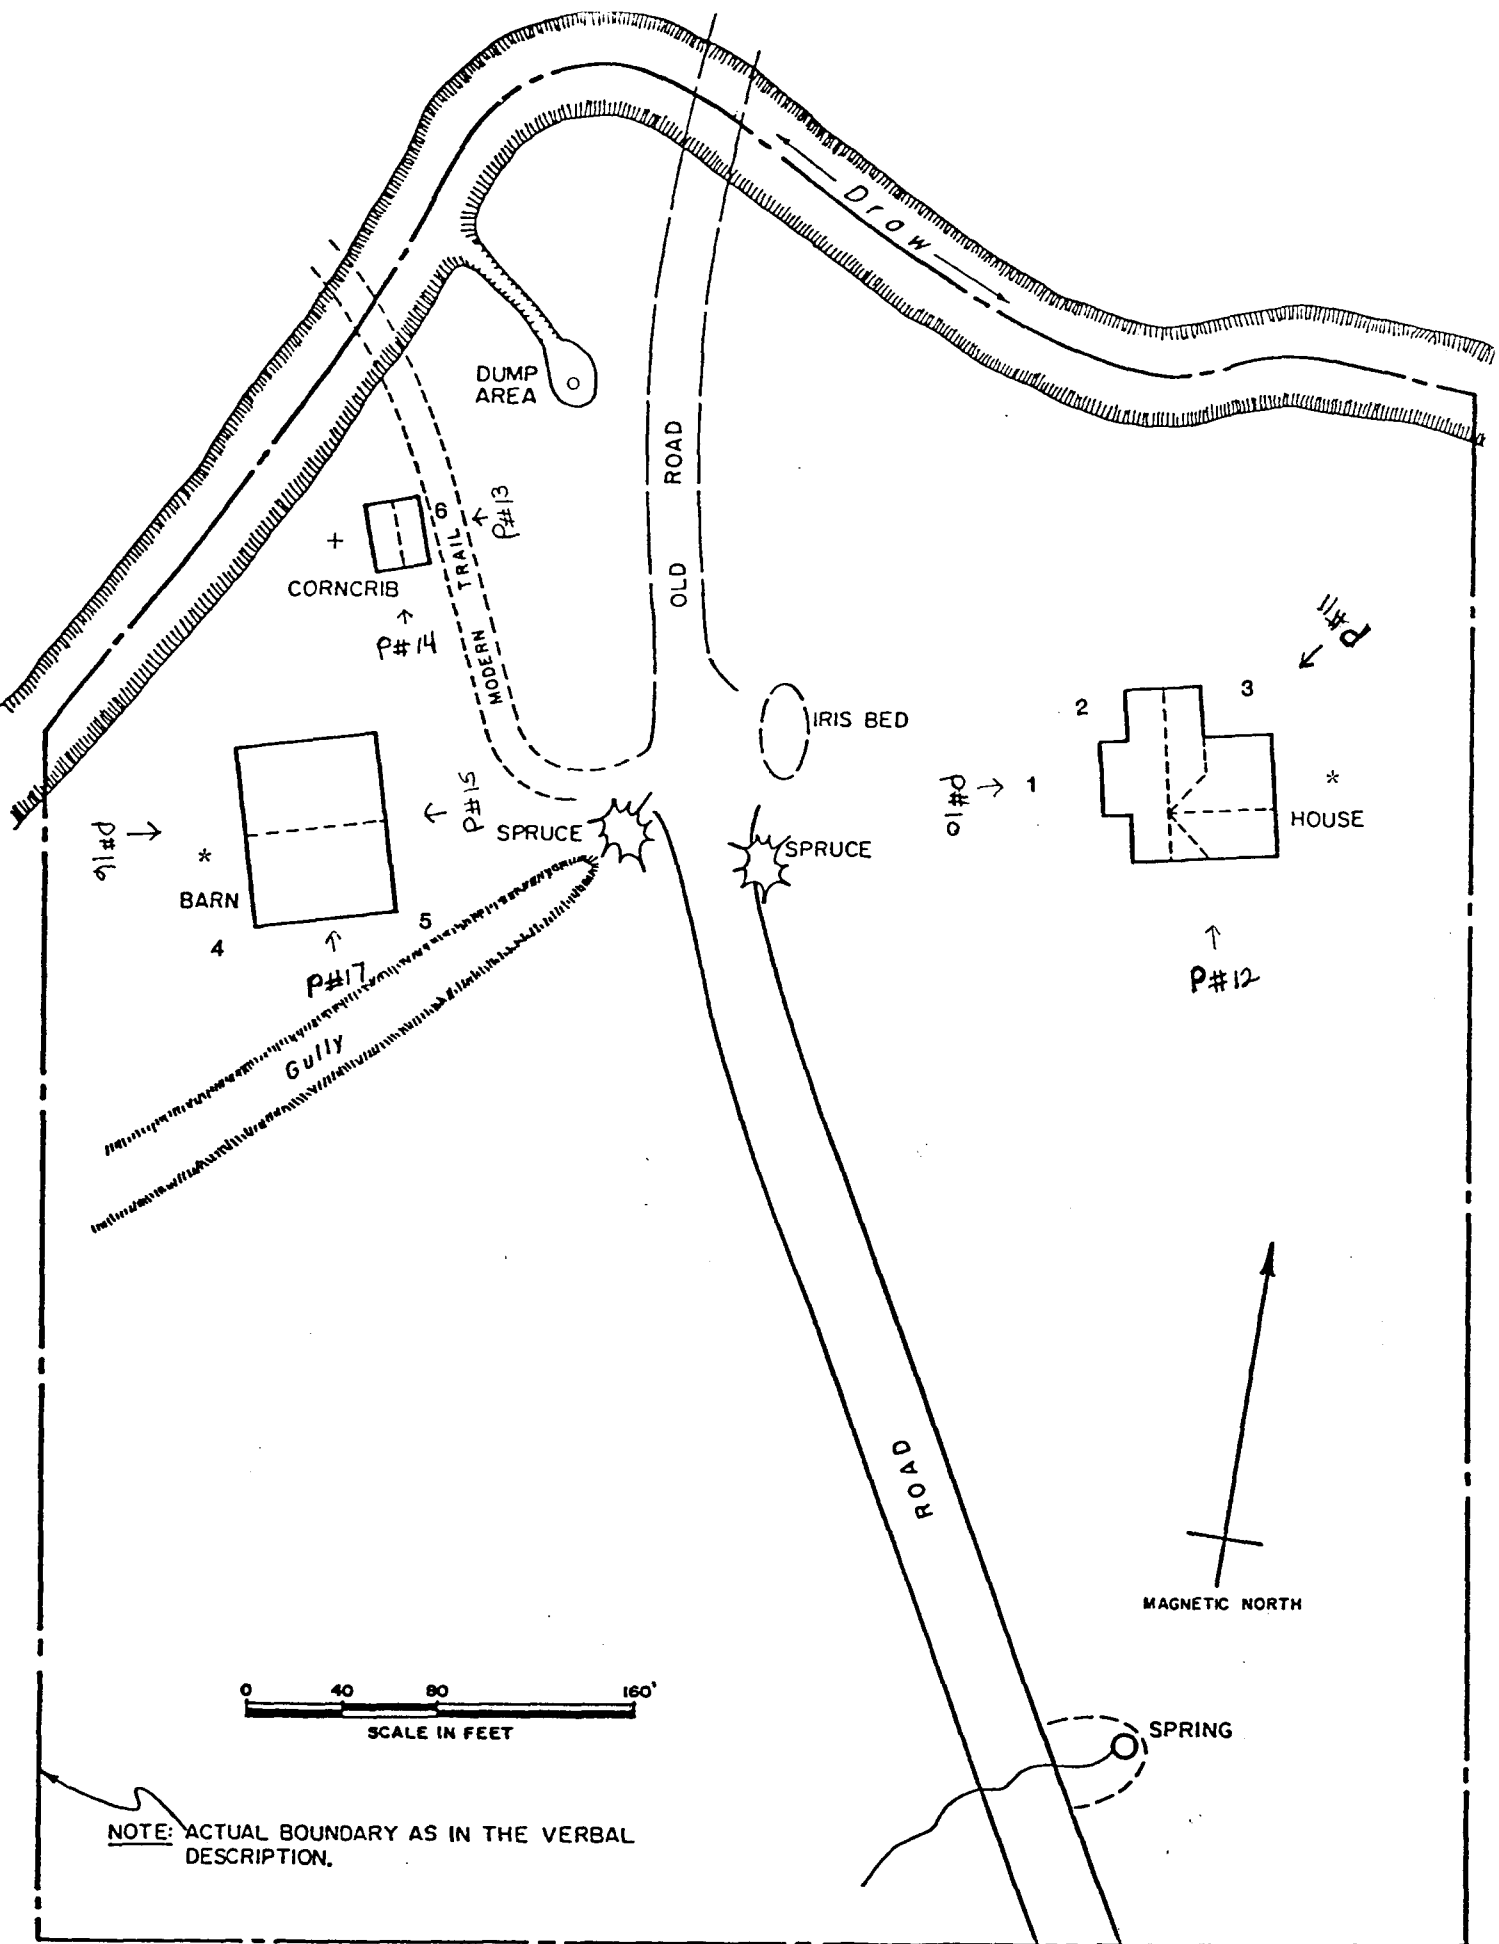 Draw
DUMP
AREA
ROAD
OLD
6
P#13
+
CORNCRIB
MODERN TRAIL
P#14
P#11
2
3
IRIS BED
P#15
P#10
1
*
HOUSE
P#16
SPRUCE
SPRUCE
*
BARN
4
5
P#17
P#12
Gully
ROAD
MAGNETIC NORTH
0 40 80 160'
SCALE IN FEET
SPRING
NOTE: ACTUAL BOUNDARY AS IN THE VERBAL
DESCRIPTION.